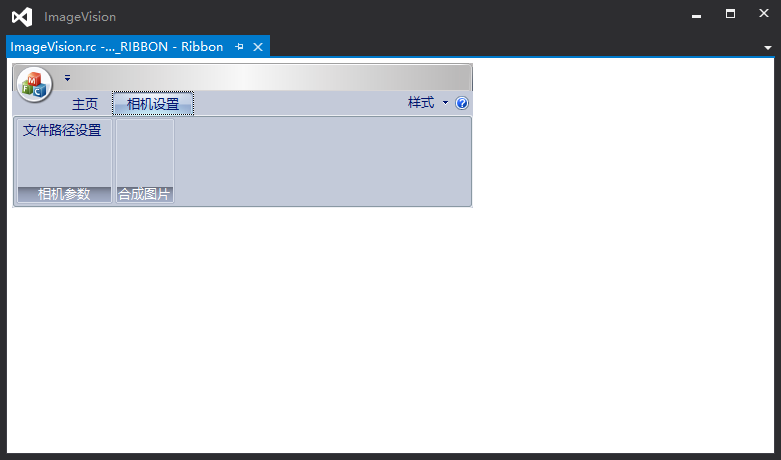 ImageVision
ImageVision.rc -..._RIBBON - Ribbon
M
F C
主页 相机设置 样式
文件路径设置
相机参数 合成图片